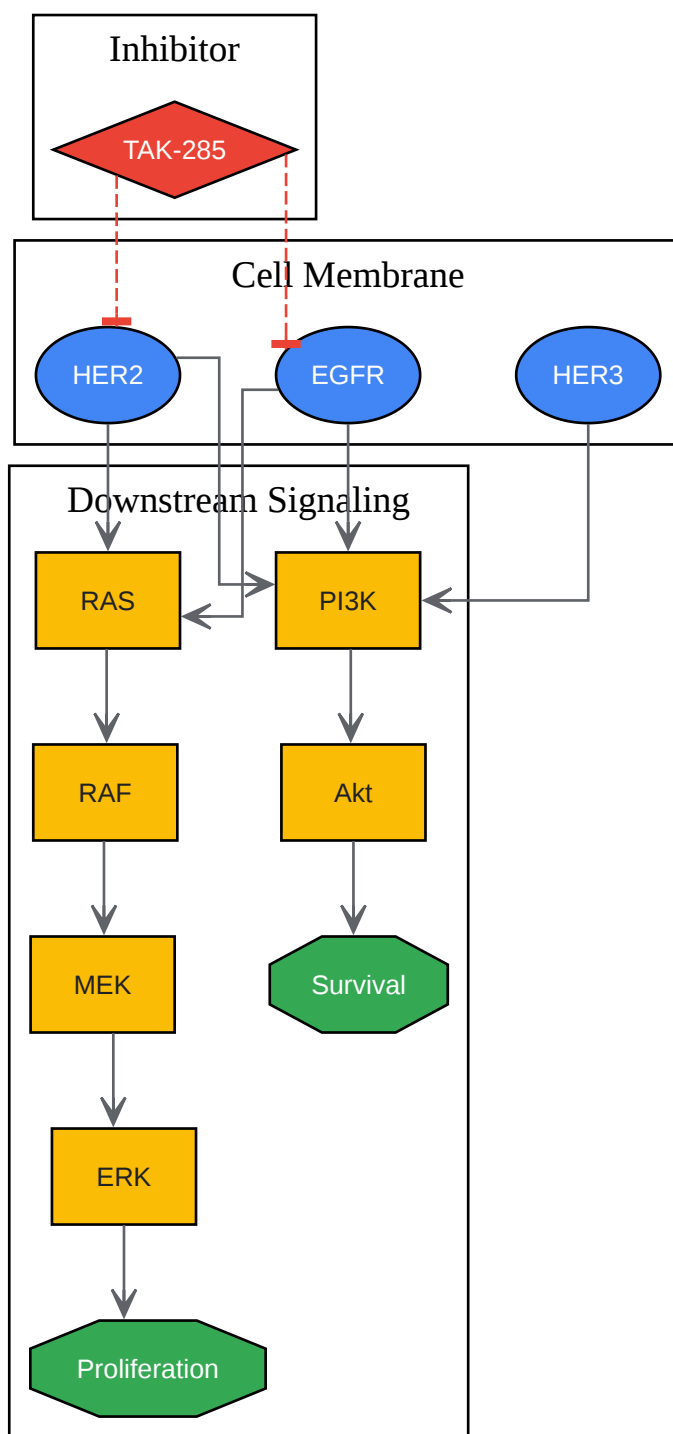 Inhibitor
TAK-285
Cell Membrane
HER2
EGFR
HER3
Downstream Signaling
RAS
PI3K
RAF
Akt
MEK
Survival
ERK
Proliferation